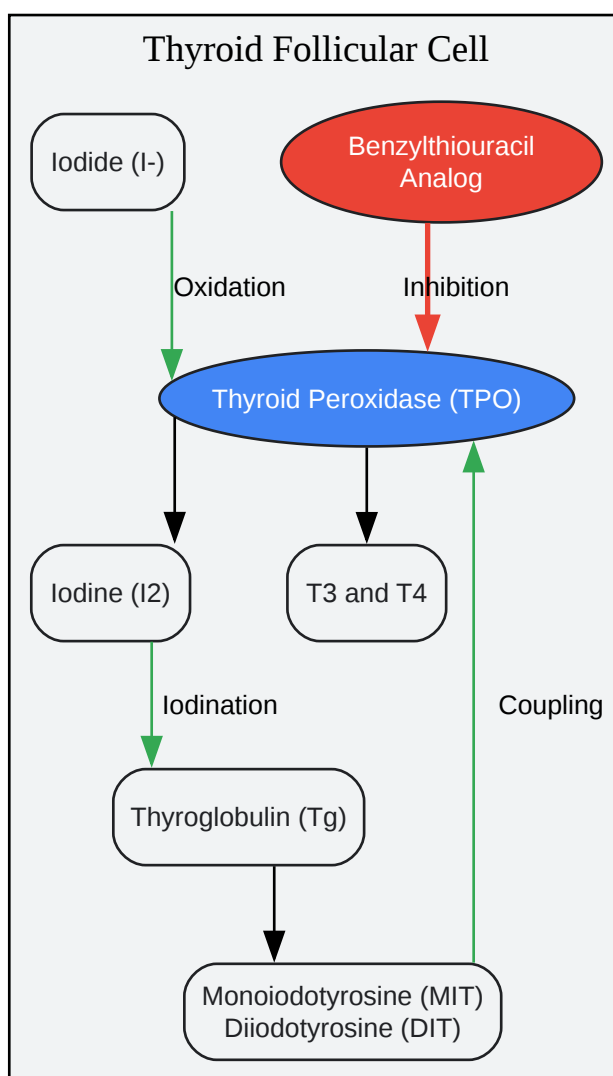 Thyroid Follicular Cell
Iodide (I-)
Benzylthiouracil
Analog
Oxidation
Inhibition
Thyroid Peroxidase (TPO)
Iodine (I2)
T3 and T4
Iodination
Coupling
Thyroglobulin (Tg)
Monoiodotyrosine (MIT)
Diiodotyrosine (DIT)